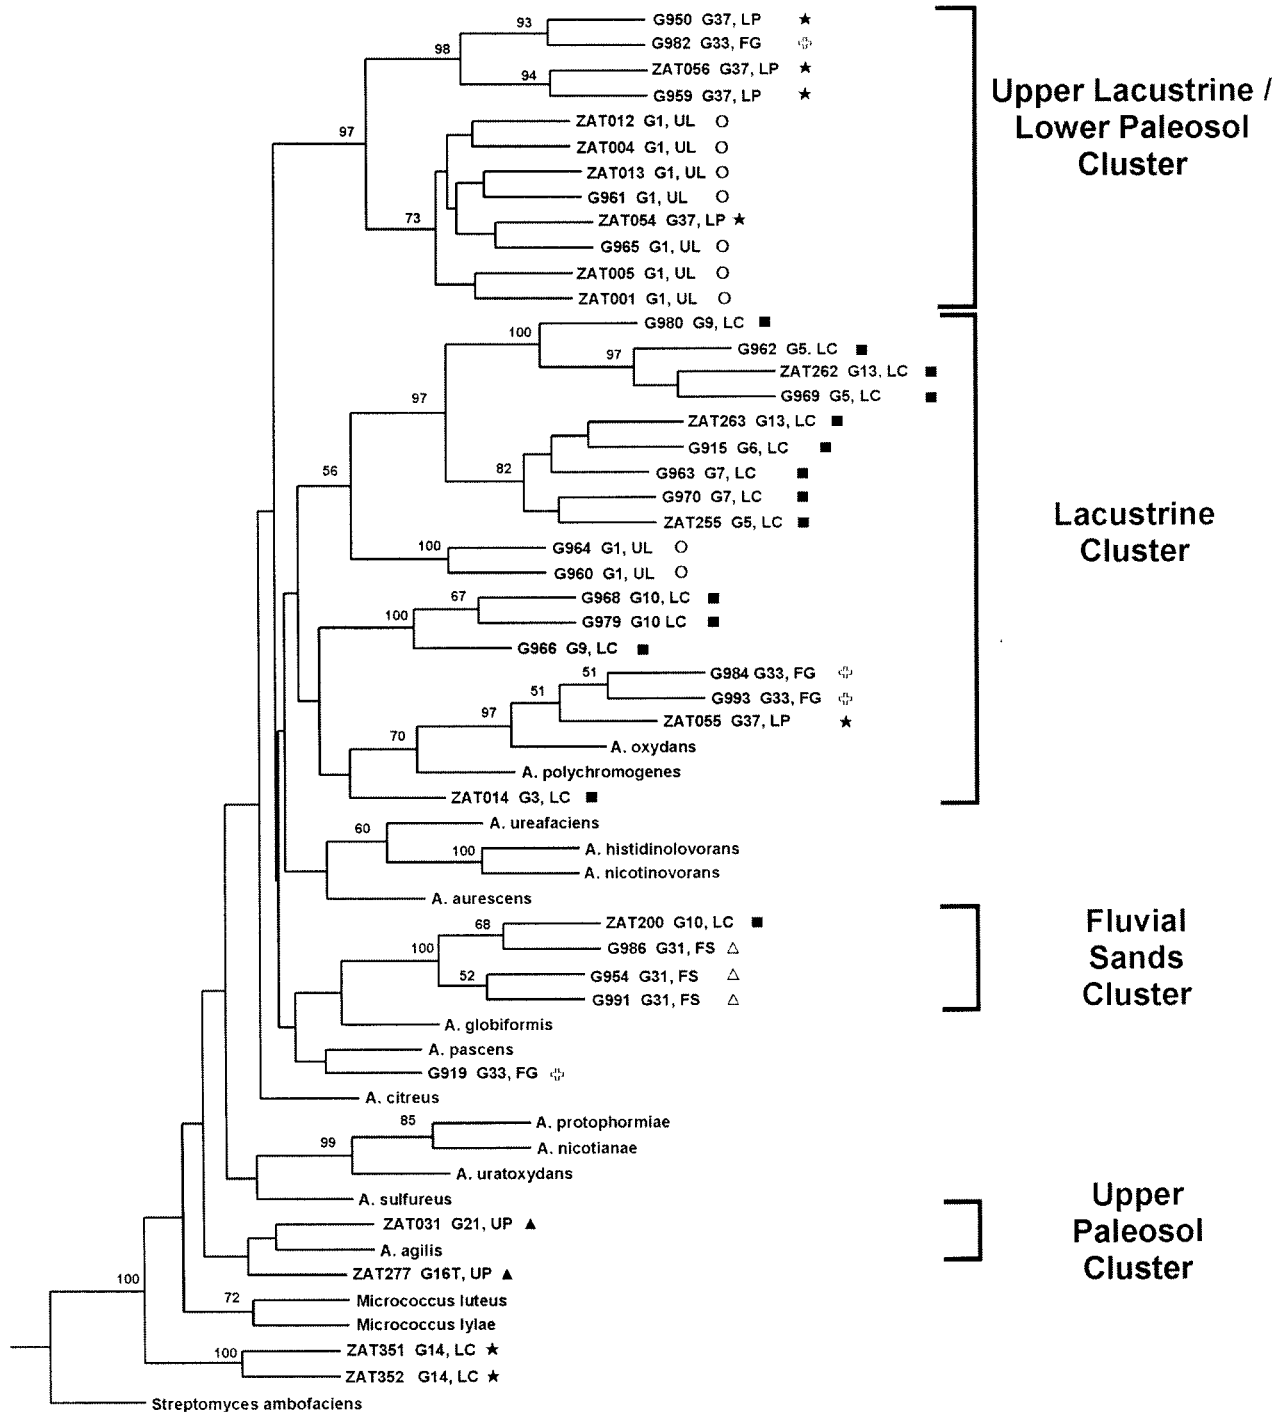 93
G950 G37, LP ★
G982 G33, FG
98
ZAT056 G37, LP ★
94
G959 G37, LP ★
97
ZAT012 G1, UL O
ZAT004 G1, UL O
ZAT013 G1, UL O
G961 G1, UL O
73
ZAT054 G37, LP ★
G965 G1, UL O
ZAT005 G1, UL O
ZAT001 G1, UL O
Upper Lacustrine /
Lower Paleosol
Cluster
G980 G9, LC ■
100
G962 G5. LC ■
97
ZAT262 G13, LC ■
G969 G5, LC ■
97
ZAT263 G13, LC ■
G915 G6, LC ■
82
G963 G7, LC ■
G970 G7, LC ■
ZAT255 G5, LC ■
56
100
G964 G1, UL O
G960 G1, UL O
67
G968 G10, LC ■
G979 G10 LC ■
100
G966 G9, LC ■
51
G984 G33, FG
G993 G33, FG
51
ZAT055 G37, LP ★
97
A. oxydans
70
A. polychromogenes
ZAT014 G3, LC ■
Lacustrine
Cluster
60
A. ureafaciens
100
A. histidinolovorans
A. nicotinovorans
A. aurescens
68
ZAT200 G10, LC ■
G986 G31, FS △
100
52
G954 G31, FS △
G991 G31, FS △
Fluvial
Sands
Cluster
A. globiformis
A. pascens
G919 G33, FG
A. citreus
85
A. protophormiae
A. nicotianae
99
A. uratoxydans
A. sulfureus
ZAT031 G21, UP ▲
A. agilis
ZAT277 G16T, UP ▲
Upper
Paleosol
Cluster
100
72
Micrococcus luteus
Micrococcus lylae
100
ZAT351 G14, LC ★
ZAT352 G14, LC ★
Streptomyces ambofaciens